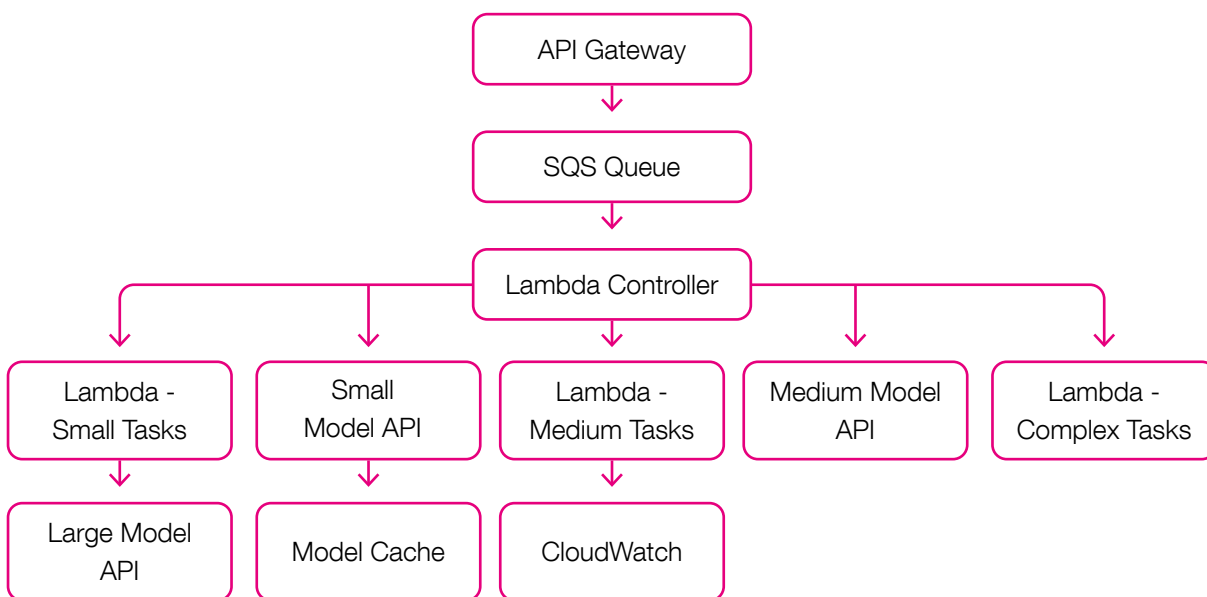 API Gateway
SQS Queue
Lambda Controller
Lambda -
Small Tasks
Small
Model API
Lambda -
Medium Tasks
Medium Model
API
Lambda -
Complex Tasks
Large Model
API
Model Cache
CloudWatch